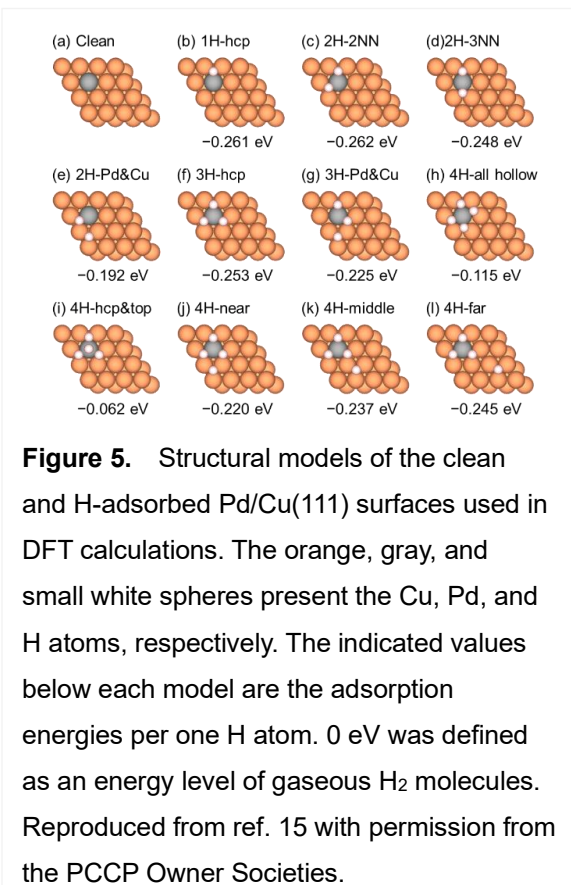 (a) Clean (b) 1H-hcp (c) 2H-2NN (d)2H-3NN
−0.261 eV −0.262 eV −0.248 eV
(e) 2H-Pd&Cu (f) 3H-hcp (g) 3H-Pd&Cu (h) 4H-all hollow
−0.192 eV −0.253 eV −0.225 eV −0.115 eV
(i) 4H-hcp&top (j) 4H-near (k) 4H-middle (l) 4H-far
−0.062 eV −0.220 eV −0.237 eV −0.245 eV
Figure 5. Structural models of the clean
and H-adsorbed Pd/Cu(111) surfaces used in
DFT calculations. The orange, gray, and
small white spheres present the Cu, Pd, and
H atoms, respectively. The indicated values
below each model are the adsorption
energies per one H atom. 0 eV was defined
as an energy level of gaseous H2 molecules.
Reproduced from ref. 15 with permission from
the PCCP Owner Societies.